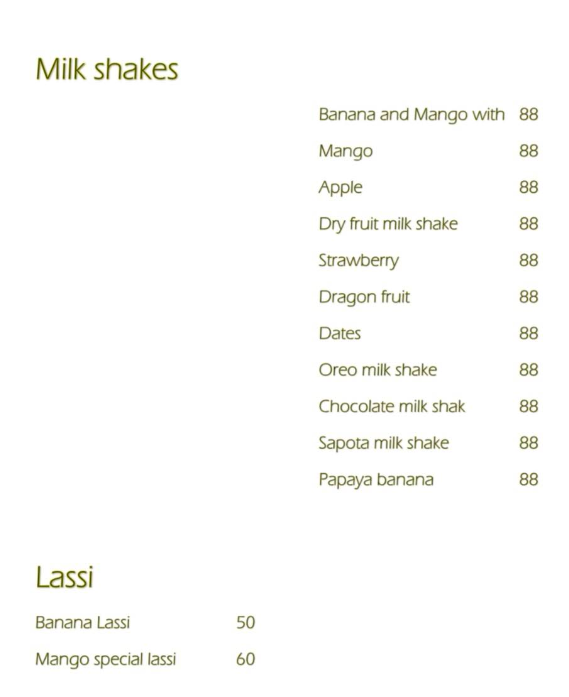 Milk shakes
Banana and Mango with 88
Mango 88
Apple 88
Dry fruit milk shake 88
Strawberry 88
Dragon fruit 88
Dates 88
Oreo milk shake 88
Chocolate milk shak 88
Sapota milk shake 88
Papaya banana 88
Lassi
Banana Lassi 50
Mango special lassi 60